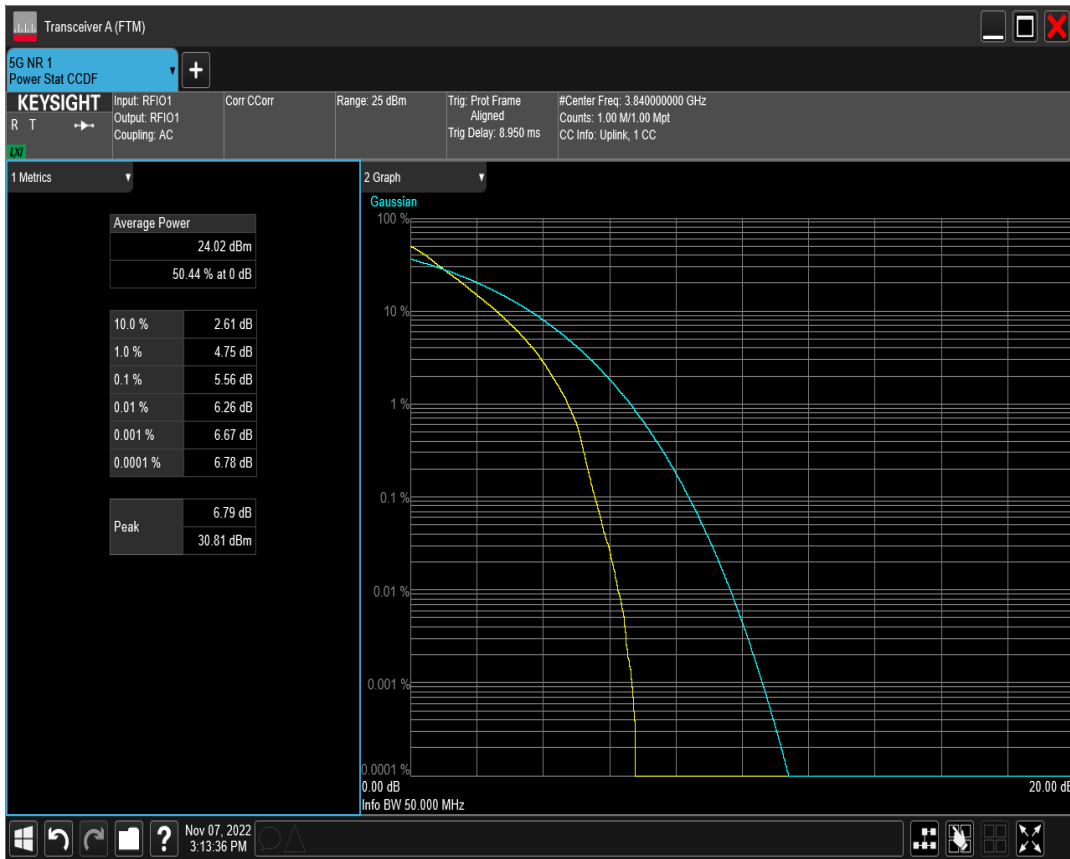 Transceiver A (FTM)
5G NR 1
Power Stat CCDF
+
KEYSIGHT
R T
LXI
Input: RFIO1
Output: RFIO1
Coupling: AC
Corr CCorr
Range: 25 dBm
Trig: Prot Frame
Aligned
Trig Delay: 8.950 ms
#Center Freq: 3.840000000 GHz
Counts: 1.00 M/1.00 Mpt
CC Info: Uplink, 1 CC
1 Metrics
Average Power
24.02 dBm
50.44 % at 0 dB
10.0 % 2.61 dB
1.0 % 4.75 dB
0.1 % 5.56 dB
0.01 % 6.26 dB
0.001 % 6.67 dB
0.0001 % 6.78 dB
Peak
6.79 dB
30.81 dBm
2 Graph
Gaussian
100 %
10 %
1 %
0.1 %
0.01 %
0.001 %
0.0001 %
0.00 dB
20.00 dB
Info BW 50.000 MHz
?
Nov 07, 2022
3:13:36 PM